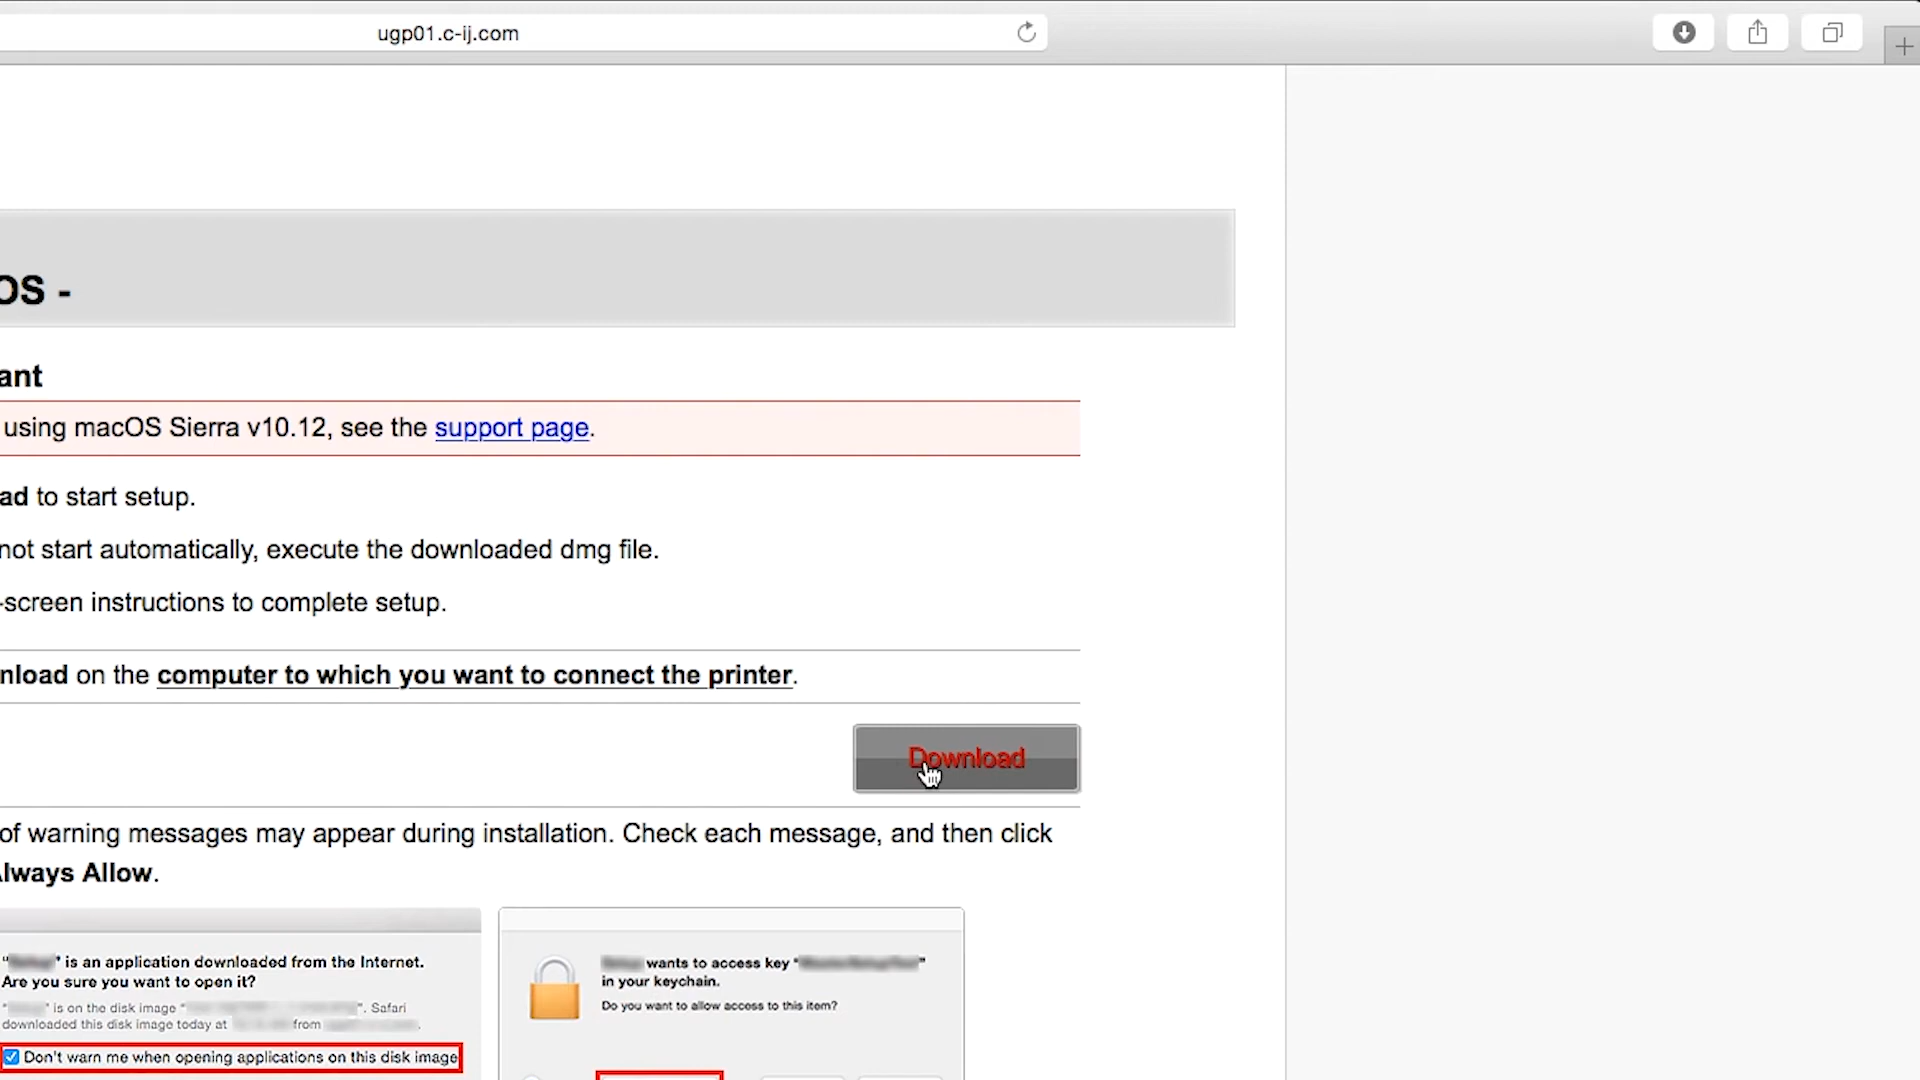 ugp01.c-ij.com
OS -
ant
using macOS Sierra v10.12, see the support page.
ad to start setup.
not start automatically, execute the downloaded dmg file.
-screen instructions to complete setup.
nload on the computer to which you want to connect the printer.
Download
of warning messages may appear during installation. Check each message, and then click
lways Allow.
" " is an application downloaded from the Internet.
Are you sure you want to open it?
" " is on the disk image " ". Safari
downloaded this disk image today at from .
Don't warn me when opening applications on this disk image
wants to access key " "
in your keychain.
Do you want to allow access to this item?